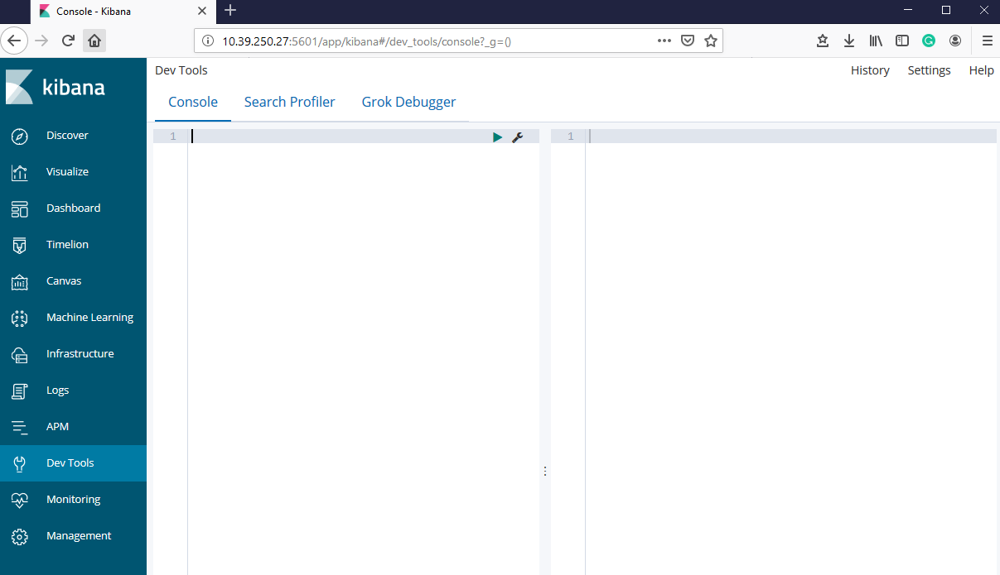 Console - Kibana
10.39.250.27:5601/app/kibana#/dev_tools/console?_g=()
kibana
Discover
Visualize
Dashboard
Timelion
Canvas
Machine Learning
Infrastructure
Logs
APM
Dev Tools
Monitoring
Management
Dev Tools
History Settings Help
Console Search Profiler Grok Debugger
1
1